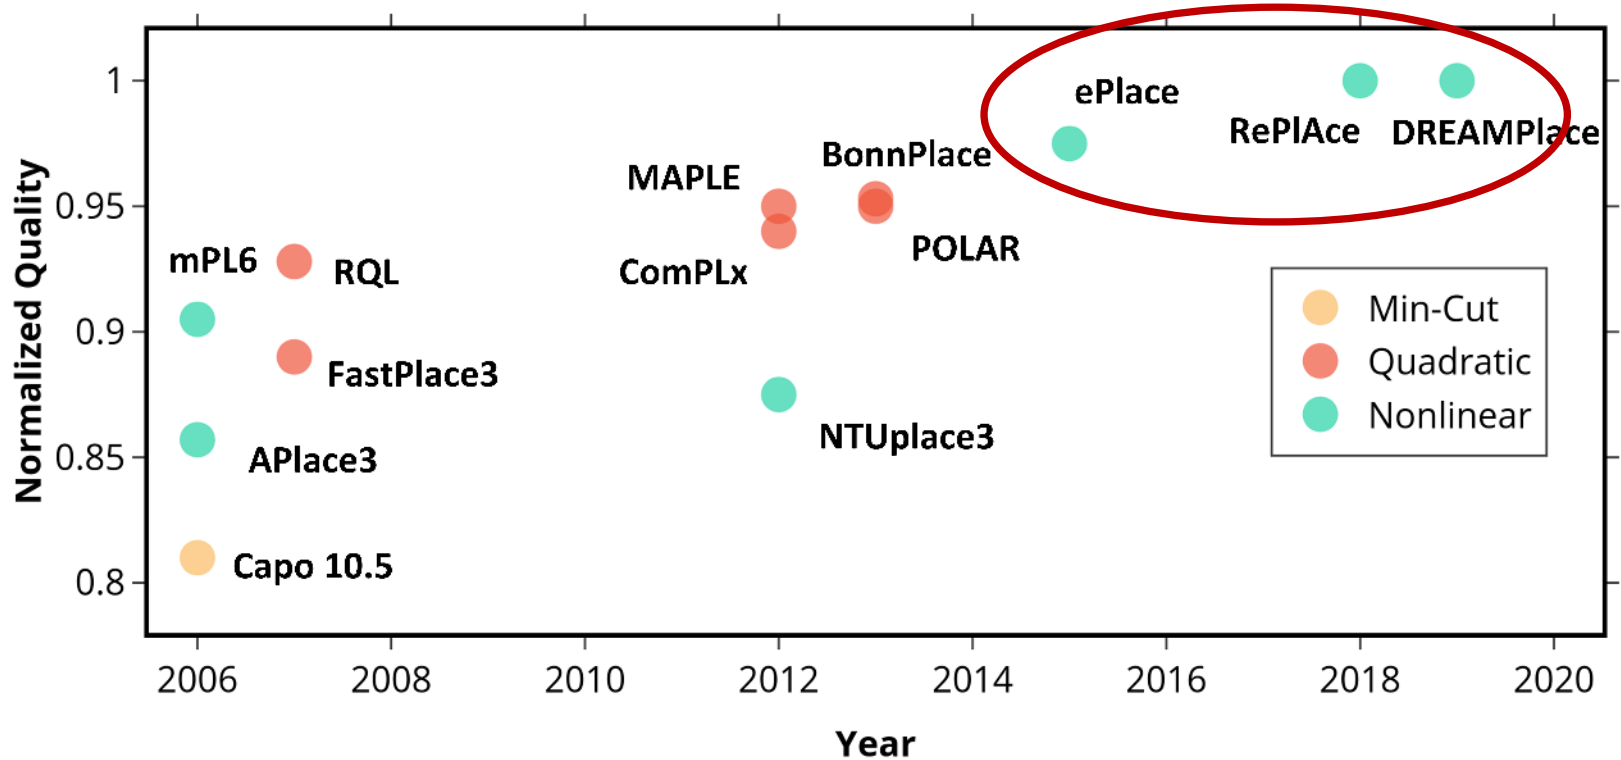 Normalized Quality
1
0.95
0.9
0.85
0.8
ePlace
RePlAce
DREAMPlace
BonnPlace
MAPLE
POLAR
ComPLx
mPL6
RQL
FastPlace3
NTUplace3
APlace3
Capo 10.5
Min-Cut
Quadratic
Nonlinear
2006 2008 2010 2012 2014 2016 2018 2020
Year